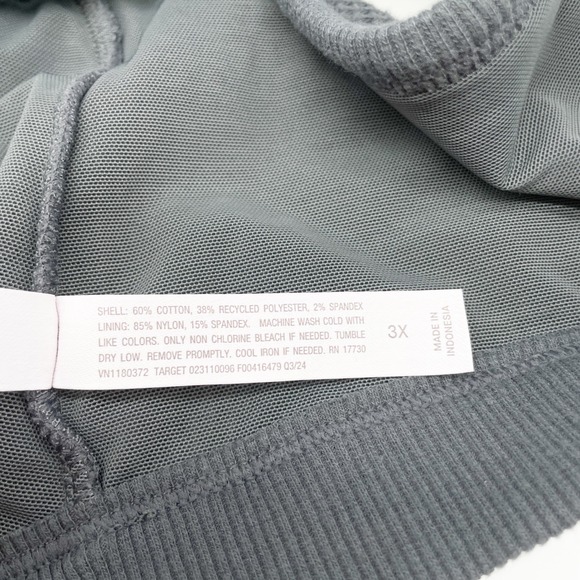 SHELL: 60% COTTON, 38% RECYCLED POLYESTER, 2% SPANDEX
LINING: 85% NYLON, 15% SPANDEX. MACHINE WASH COLD WITH
LIKE COLORS. ONLY NON CHLORINE BLEACH IF NEEDED. TUMBLE
DRY LOW. REMOVE PROMPTLY. COOL IRON IF NEEDED. RN 17730
VN1180372 TARGET 023110096 F00416479 03/24
3X
MADE IN
INDONESIA